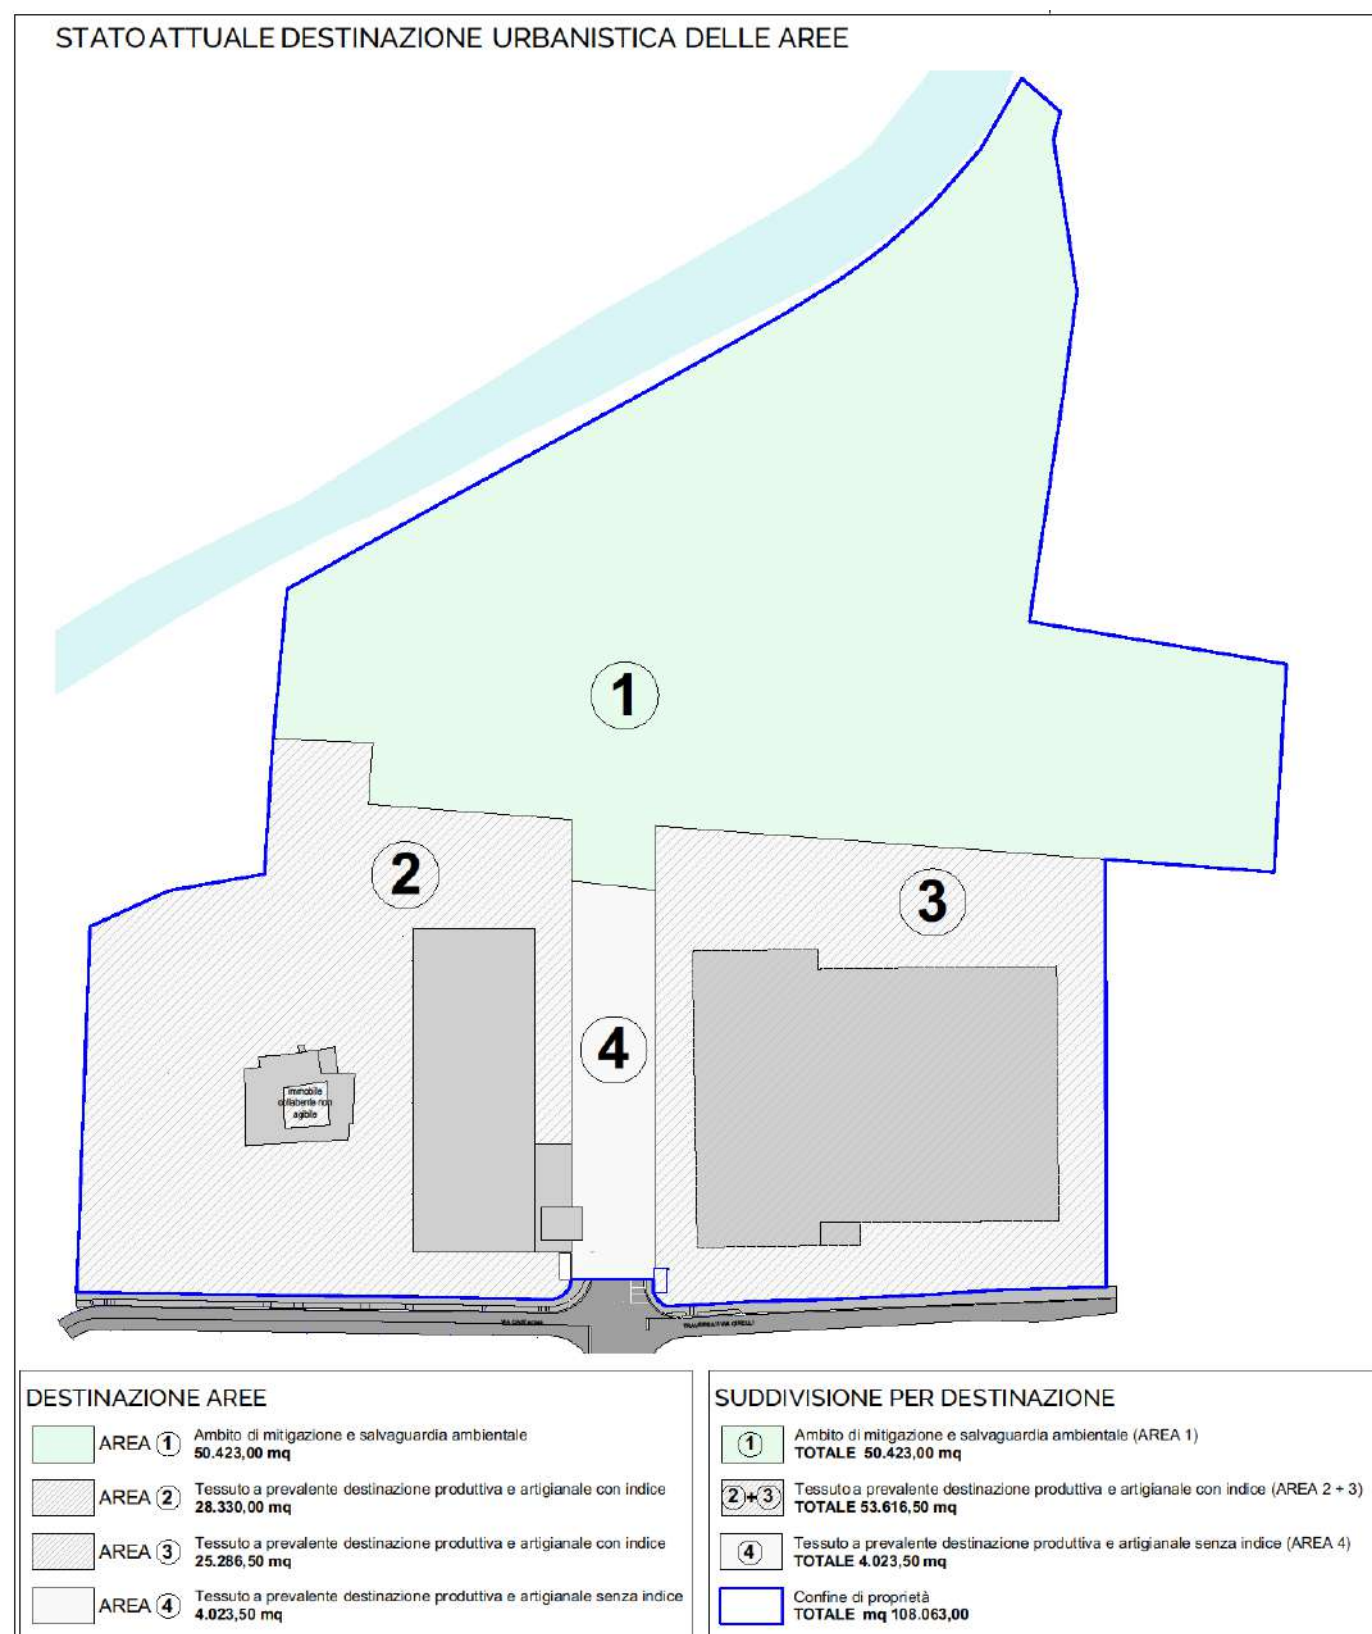 STATO ATTUALE DESTINAZIONE URBANISTICA DELLE AREE
1
2
3
4
immobile
collabente non
agibile
DESTINAZIONE AREE
AREA 1 Ambito di mitigazione e salvaguardia ambientale
50.423,00 mq
AREA 2 Tessuto a prevalente destinazione produttiva e artigianale con indice
28.330,00 mq
AREA 3 Tessuto a prevalente destinazione produttiva e artigianale con indice
25.286,50 mq
AREA 4 Tessuto a prevalente destinazione produttiva e artigianale senza indice
4.023,50 mq
SUDDIVISIONE PER DESTINAZIONE
1 Ambito di mitigazione e salvaguardia ambientale (AREA 1)
TOTALE 50.423,00 mq
2+3 Tessuto a prevalente destinazione produttiva e artigianale con indice (AREA 2 + 3)
TOTALE 53.616,50 mq
4 Tessuto a prevalente destinazione produttiva e artigianale senza indice (AREA 4)
TOTALE 4.023,50 mq
Confine di proprietà
TOTALE mq 108.063,00